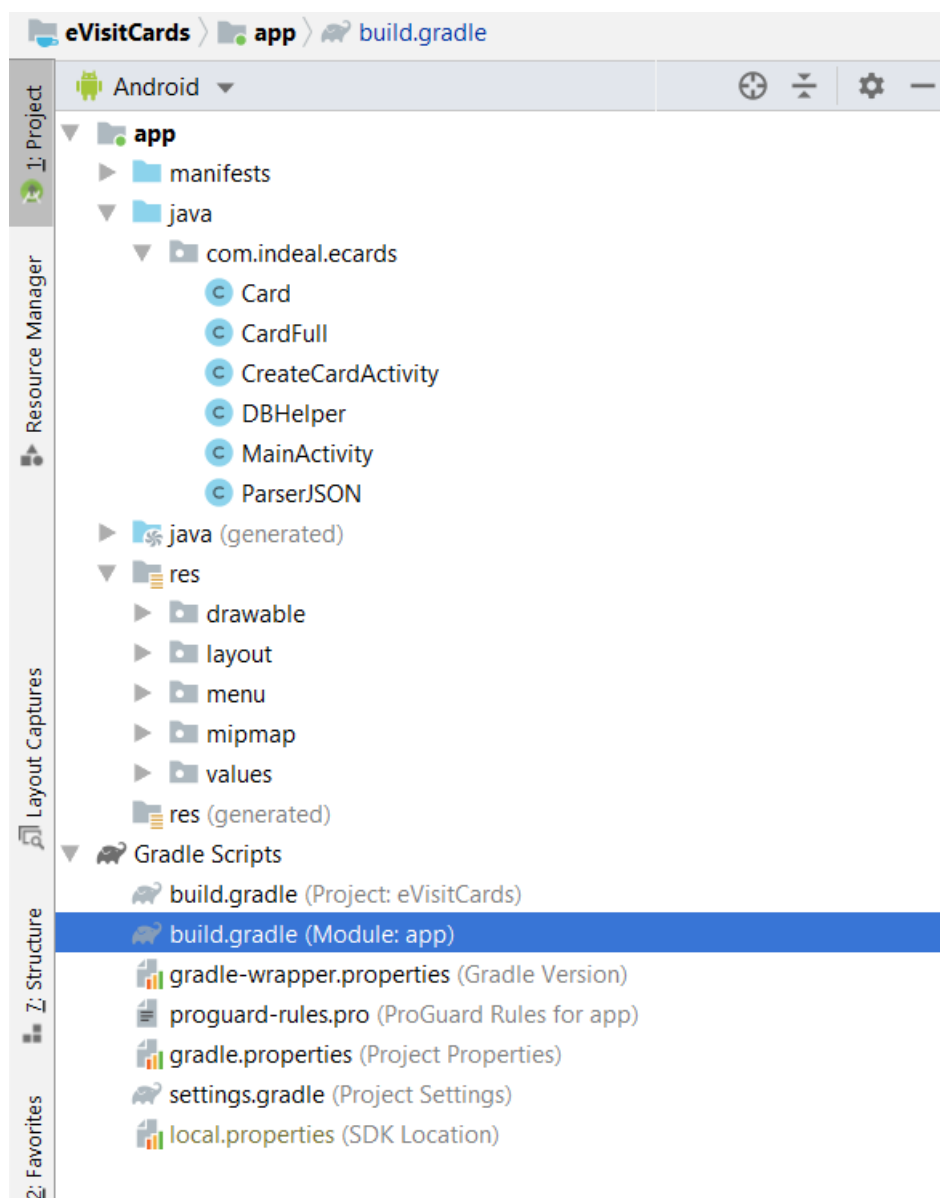 eVisitCards app build.gradle
Android
1: Project
app
manifests
java
com.indeal.ecards
C Card
C CardFull
C CreateCardActivity
C DBHelper
C MainActivity
C ParserJSON
Resource Manager
java (generated)
res
drawable
layout
menu
mipmap
values
res (generated)
Layout Captures
Gradle Scripts
build.gradle (Project: eVisitCards)
build.gradle (Module: app)
gradle-wrapper.properties (Gradle Version)
proguard-rules.pro (ProGuard Rules for app)
gradle.properties (Project Properties)
settings.gradle (Project Settings)
local.properties (SDK Location)
7: Structure
2: Favorites